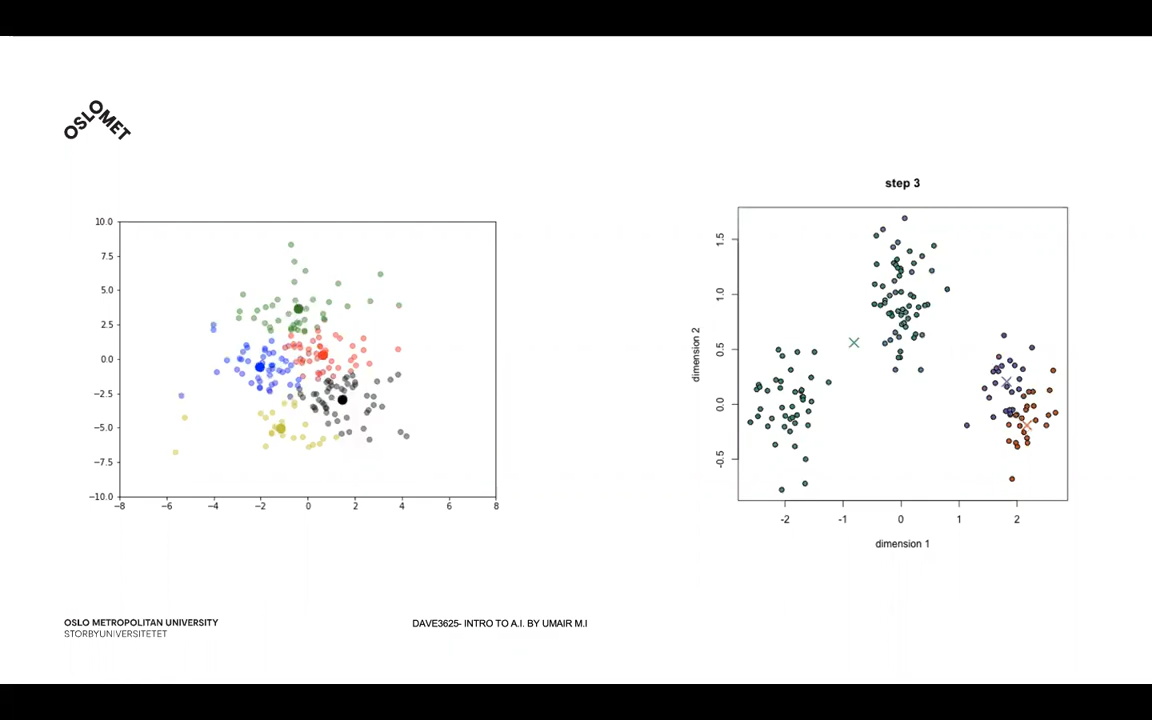 OSLOMET
10.0
7.5
5.0
2.5
0.0
−2.5
−5.0
−7.5
−10.0
−8 −6 −4 −2 0 2 4 6 8
step 3
dimension 2
1.5
1.0
0.5
0.0
-0.5
-2 -1 0 1 2
dimension 1
OSLO METROPOLITAN UNIVERSITY
STORBYUNIVERSITETET
DAVE3625- INTRO TO A.I. BY UMAIR M.I